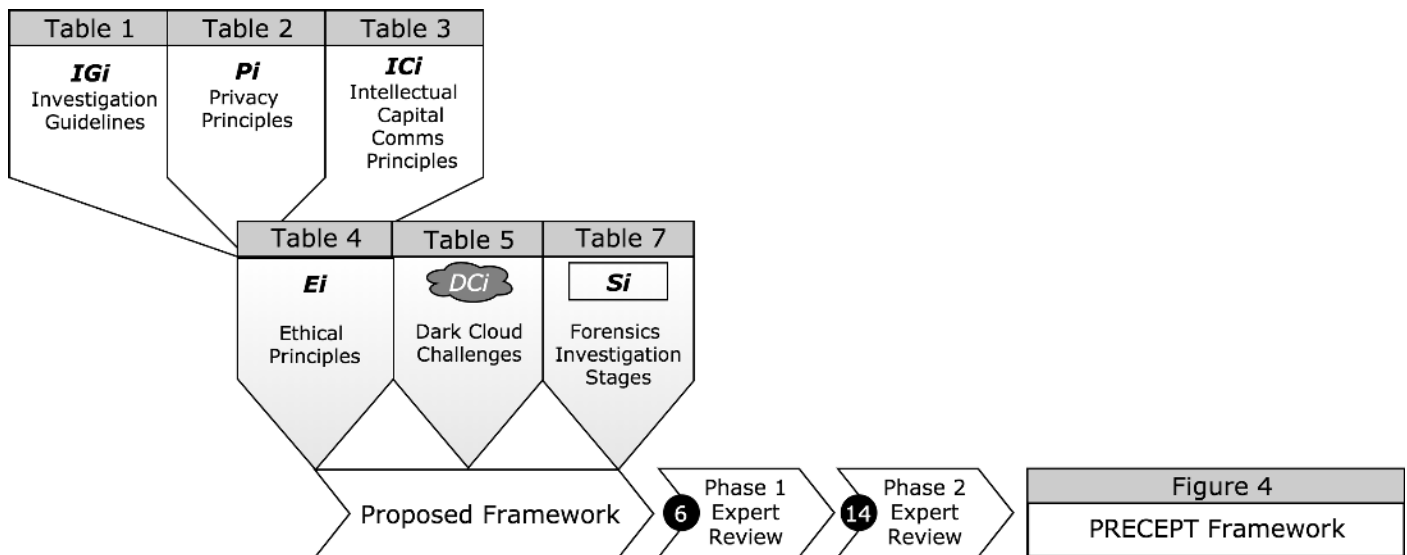 Table 1
Table 2
Table 3
IGi
Investigation
Guidelines
Pi
Privacy
Principles
ICi
Intellectual
Capital
Comms
Principles
Table 4
Table 5
Table 7
Ei
Ethical
Principles
DCi
Dark Cloud
Challenges
Si
Forensics
Investigation
Stages
Proposed Framework
6
Phase 1
Expert
Review
14
Phase 2
Expert
Review
Figure 4
PRECEPT Framework